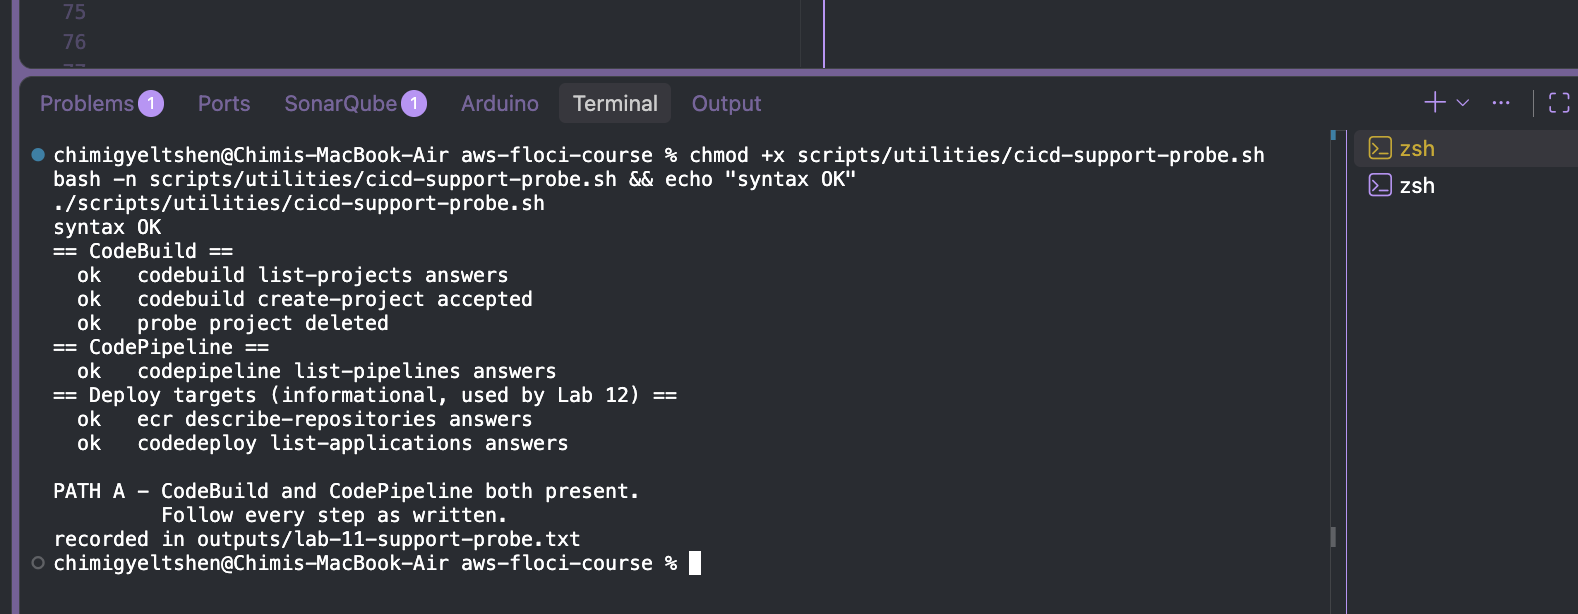 75
76
Problems 1 Ports SonarQube 1 Arduino Terminal Output
chimigyeltshen@Chimis-MacBook-Air aws-floci-course % chmod +x scripts/utilities/cicd-support-probe.sh
bash -n scripts/utilities/cicd-support-probe.sh && echo "syntax OK"
./scripts/utilities/cicd-support-probe.sh
syntax OK
== CodeBuild ==
  ok   codebuild list-projects answers
  ok   codebuild create-project accepted
  ok   probe project deleted
== CodePipeline ==
  ok   codepipeline list-pipelines answers
== Deploy targets (informational, used by Lab 12) ==
  ok   ecr describe-repositories answers
  ok   codedeploy list-applications answers
PATH A - CodeBuild and CodePipeline both present.
         Follow every step as written.
recorded in outputs/lab-11-support-probe.txt
chimigyeltshen@Chimis-MacBook-Air aws-floci-course %
zsh
zsh